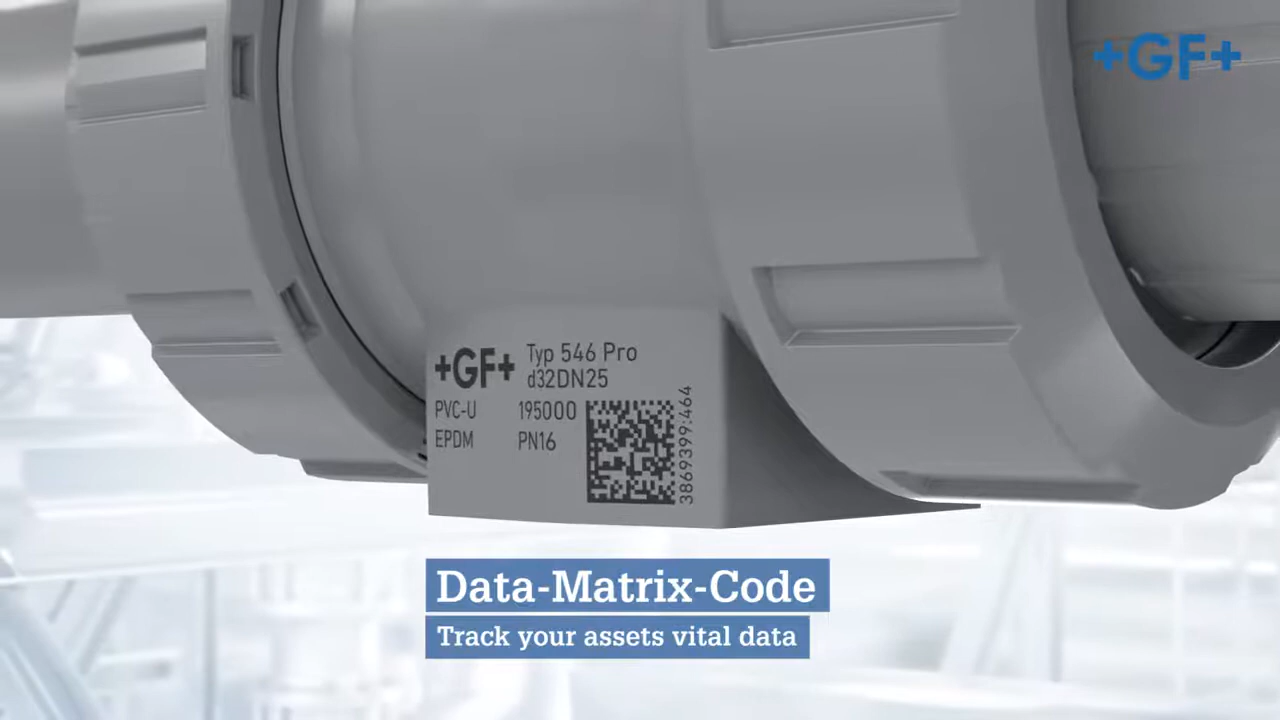 +GF+
+GF+ Typ 546 Pro
d32DN25
PVC-U 195000
EPDM PN16
3869399:464
Data-Matrix-Code
Track your assets vital data